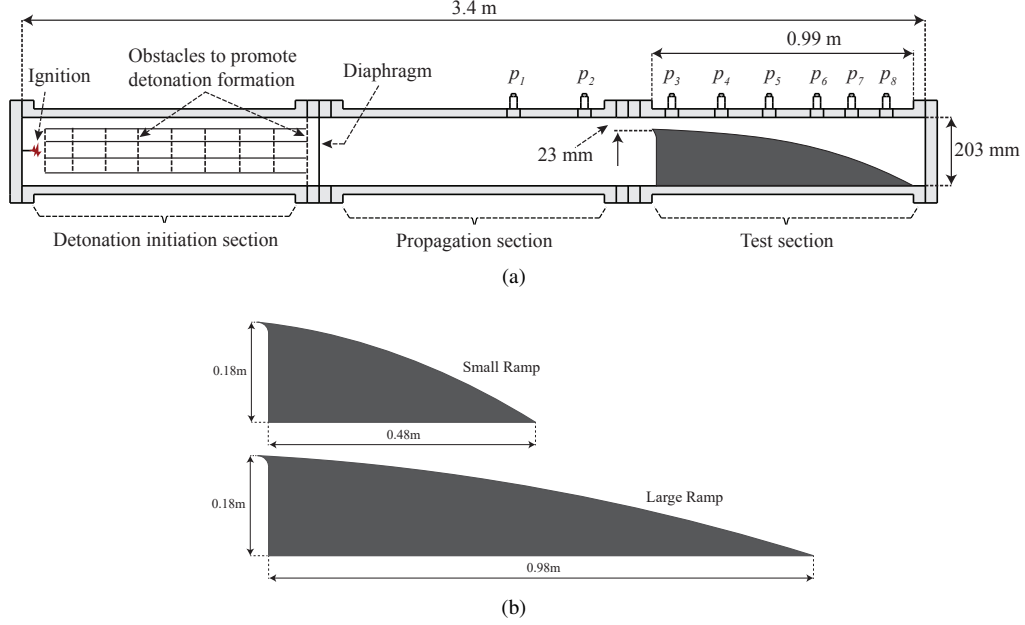 3.4 m
0.99 m
Obstacles to promote
detonation formation
Ignition
Diaphragm
p1
p2
p3
p4
p5
p6
p7
p8
23 mm
203 mm
Detonation initiation section
Propagation section
Test section
(a)
0.18m
Small Ramp
0.48m
0.18m
Large Ramp
0.98m
(b)